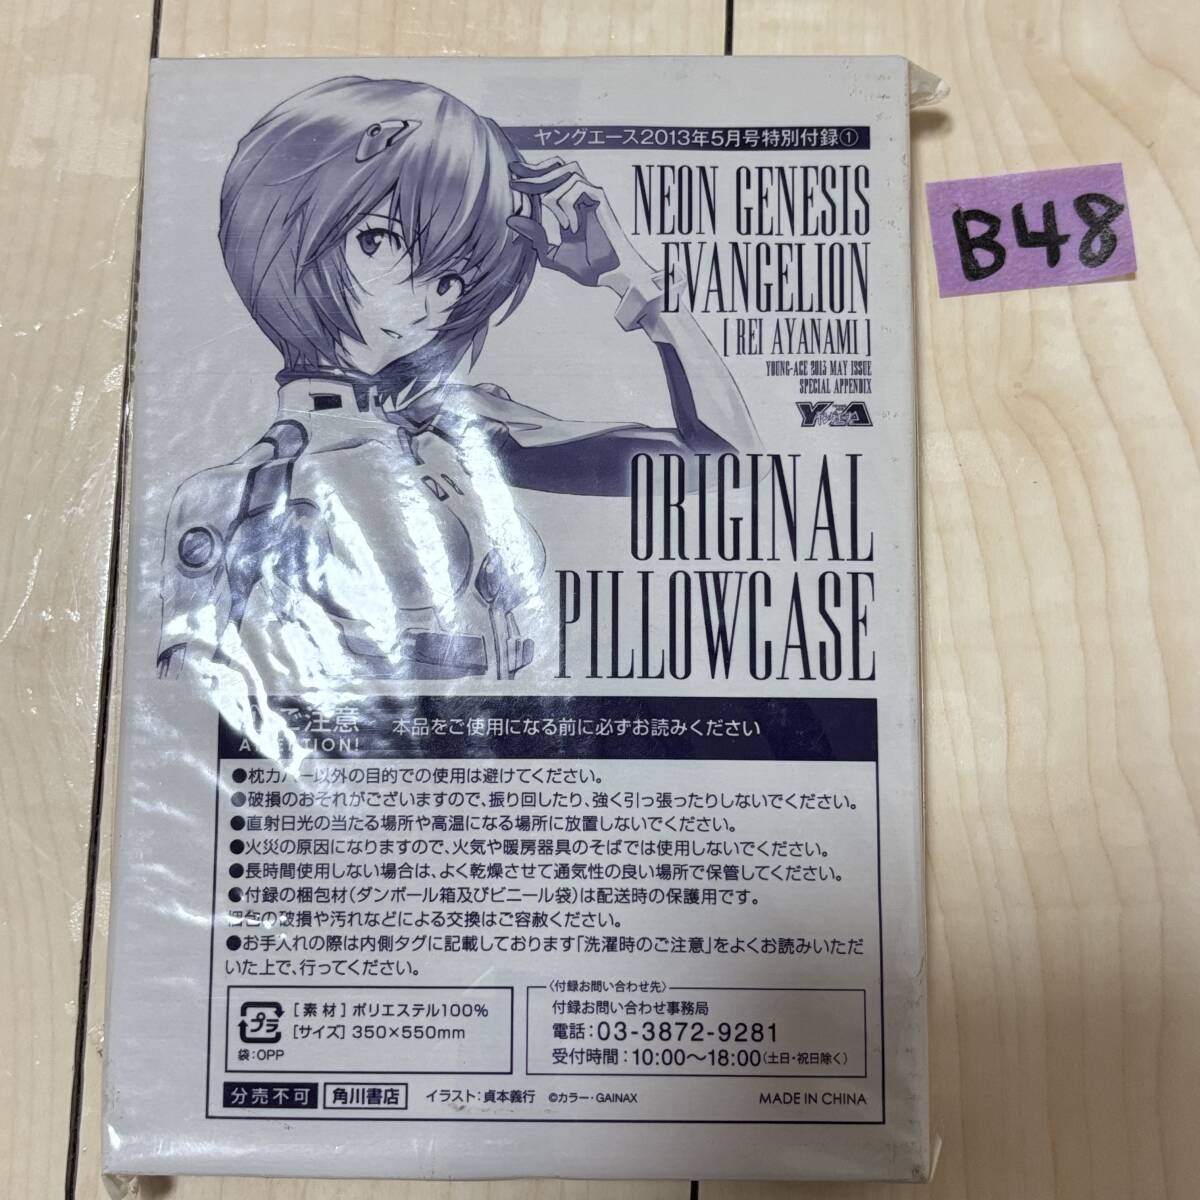 ヤングエース2013年5月号特別付録①
NEON GENESIS
EVANGELION
[ REI AYANAMI ]
YOUNG-ACE 2013 MAY ISSUE
SPECIAL APPENDIX
B48
ORIGINAL
PILLOWCASE
ご注意
ATTENTION!
本品をご使用になる前に必ずお読みください
●枕カバー以外の目的での使用は避けてください。
●破損のおそれがございますので、振り回したり、強く引っ張ったりしないでください。
●直射日光の当たる場所や高温になる場所に放置しないでください。
●火災の原因になりますので、火気や暖房器具のそばでは使用しないでください。
●長時間使用しない場合は、よく乾燥させて通気性の良い場所で保管してください。
●付録の梱包材(ダンボール箱及びビニール袋)は配送時の保護用です。
梱包の破損や汚れなどによる交換はご容赦ください。
●お手入れの際は内側タグに記載しております「洗濯時のご注意」をよくお読みいただ
いた上で、行ってください。
プラ
袋:OPP
[素材] ポリエステル100%
[サイズ] 350×550mm
〈付録お問い合わせ先〉
付録お問い合わせ事務局
電話:03-3872-9281
受付時間:10:00〜18:00(土日・祝日除く)
分売不可
角川書店
イラスト:貞本義行 ©カラー・GAINAX
MADE IN CHINA